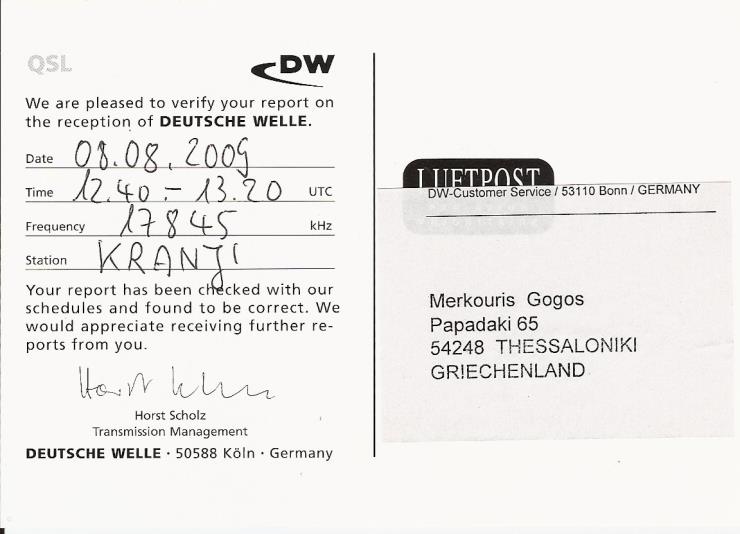 QSL
DW
We are pleased to verify your report on
the reception of DEUTSCHE WELLE.
Date 08.08.2009
Time 12.40.-13.20 UTC
Frequency 17845 kHz
Station KRANJI
Your report has been checked with our
schedules and found to be correct. We
would appreciate receiving further re-
ports from you.
Horst Scholz
Transmission Management
DEUTSCHE WELLE · 50588 Köln · Germany
LUFTPOST
DW-Customer Service / 53110 Bonn / GERMANY
Merkouris Gogos
Papadaki 65
54248 THESSALONIKI
GRIECHENLAND